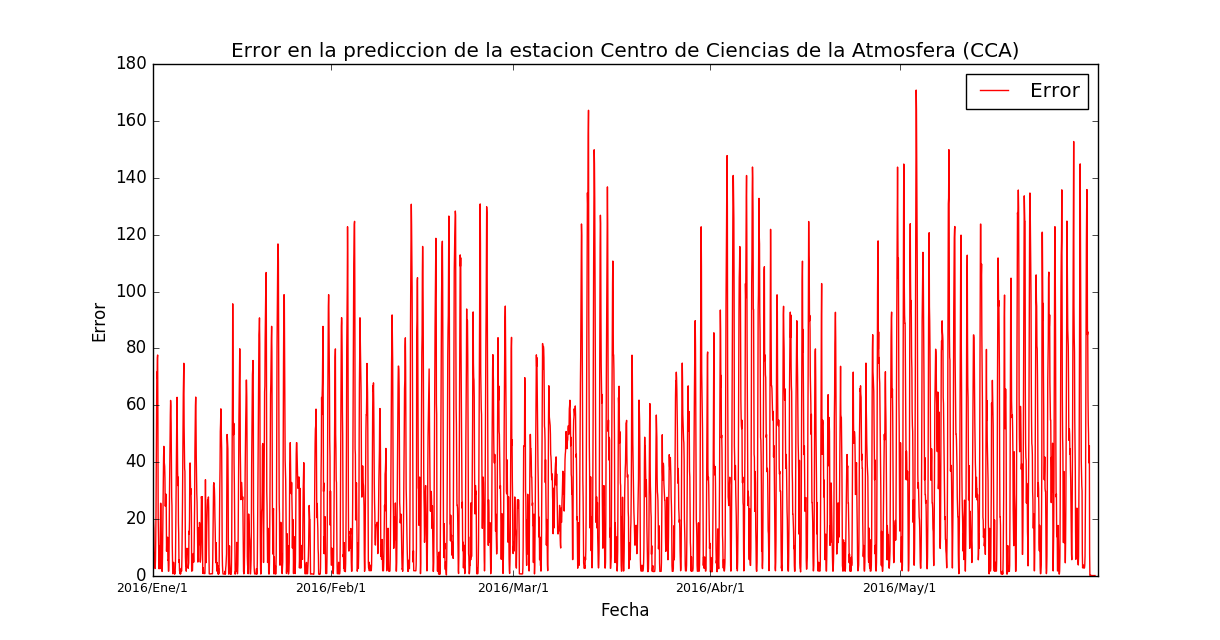 Error en la prediccion de la estacion Centro de Ciencias de la Atmosfera (CCA)
180
160
140
120
100
80
60
40
20
0
Error
Error
2016/Ene/1
2016/Feb/1
2016/Mar/1
2016/Abr/1
2016/May/1
Fecha